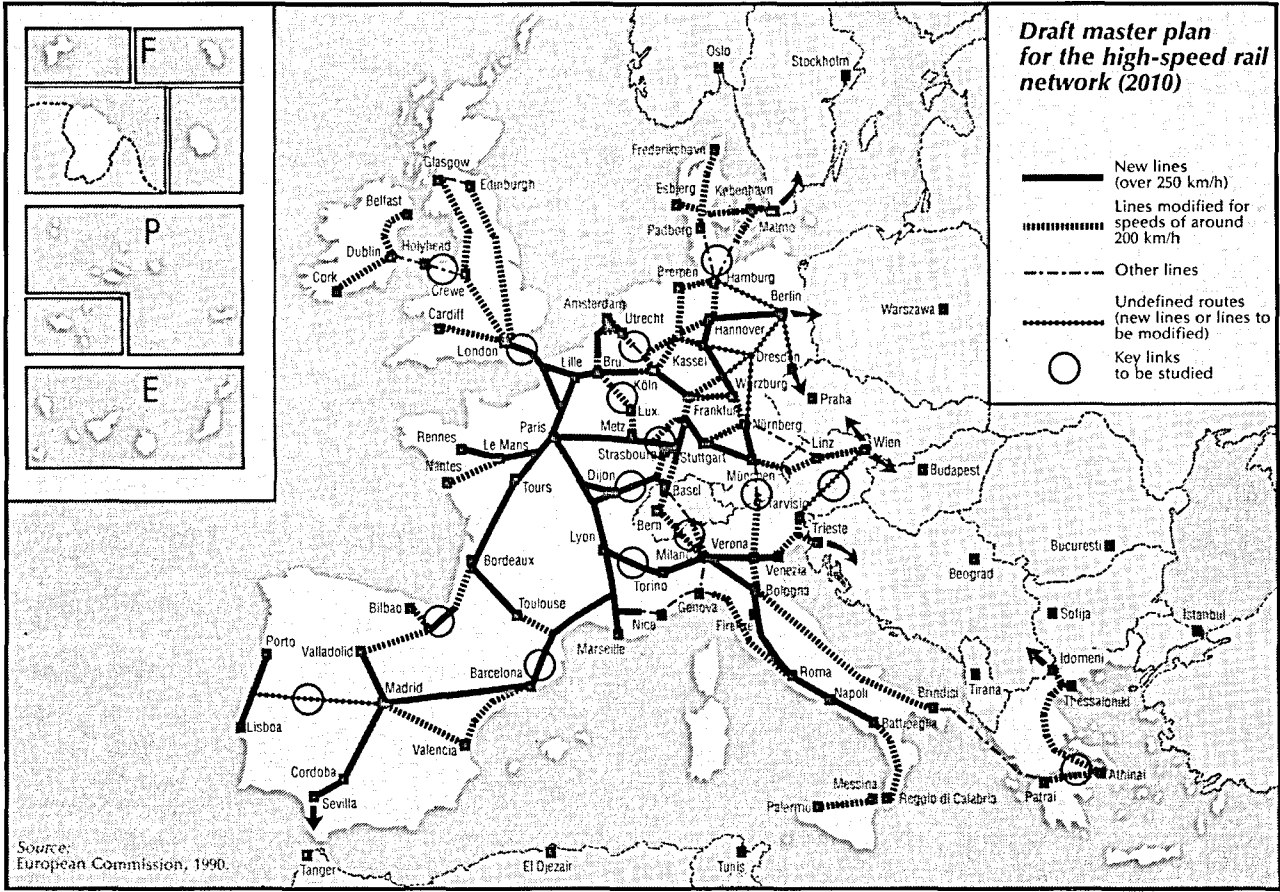 Draft master plan
for the high-speed rail
network (2010)
New lines
(over 250 km/h)
Lines modified for
speeds of around
200 km/h
Other lines
Undefined routes
(new lines or lines to
be modified)
Key links
to be studied
F
P
E
Oslo
Stockholm
Frederikshavn
Glasgow
Edinburgh
Esbjerg
København
Belfast
Malmo
Padborg
Dublin
Holyhead
Bremen
Hamburg
Cork
Crewe
Berlin
Amsterdam
Warszawa
Cardiff
Utrecht
Hannover
London
Lille
Bru.
Kassel
Dresden
Köln
Würzburg
Praha
Lux.
Frankfurt
Paris
Metz
Nürnberg
Rennes
Le Mans
Linz
Wien
Strasbourg
Stuttgart
Nantes
Dijon
München
Budapest
Tours
Basel
Tarvisio
Bern
Trieste
Lyon
Milano
Verona
Bucuresti
Bordeaux
Torino
Venezia
Beograd
Bologna
Bilbao
Toulouse
Genova
Nice
Firenze
Sofija
Istanbul
Porto
Valladolid
Marseille
Idomeni
Barcelona
Roma
Tirana
Madrid
Napoli
Brindisi
Thessaloniki
Lisboa
Battipaglia
Valencia
Cordoba
Messina
Athinai
Sevilla
Palermo
Reggio di Calabria
Patrai
Source:
European Commission, 1990.
Tanger
El Djezair
Tunis